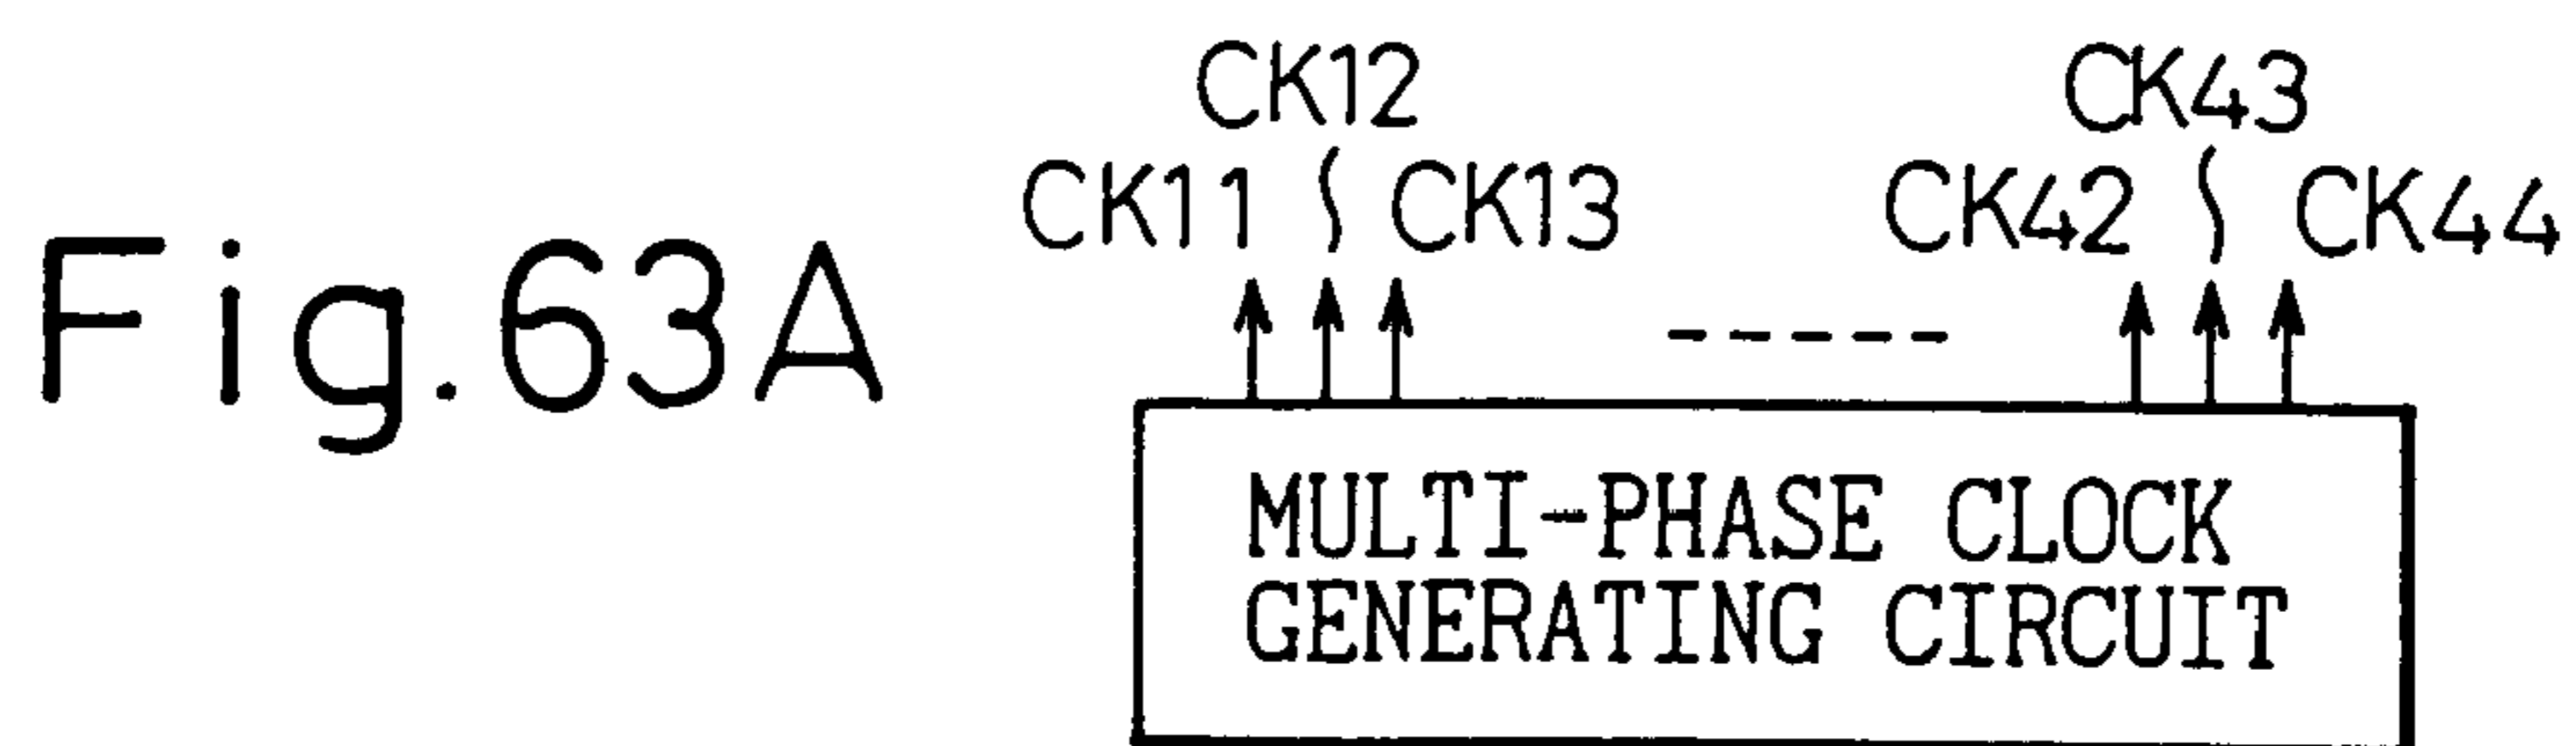 Fig.63A
CK12
CK43
CK11
CK13
CK42
CK44
MULTI-PHASE CLOCK
GENERATING CIRCUIT